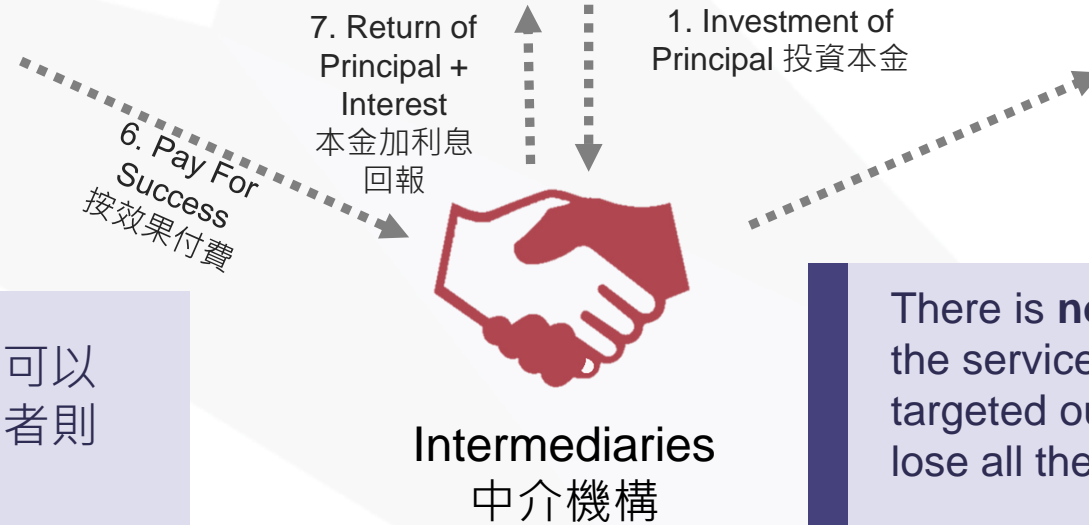 7. Return of
Principal +
Interest
本金加利息
回報
1. Investment of
Principal 投資本金
6. Pay For
Success
按效果付費
可以
者則
Intermediaries
中介機構
There is
the service
targeted
lose all the